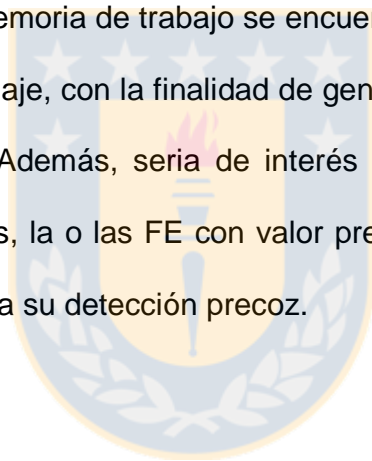 emoria de trabajo se encue
aje, con la finalidad de gen
Además, seria de interés
s, la o las FE con valor pre
a su detección precoz.